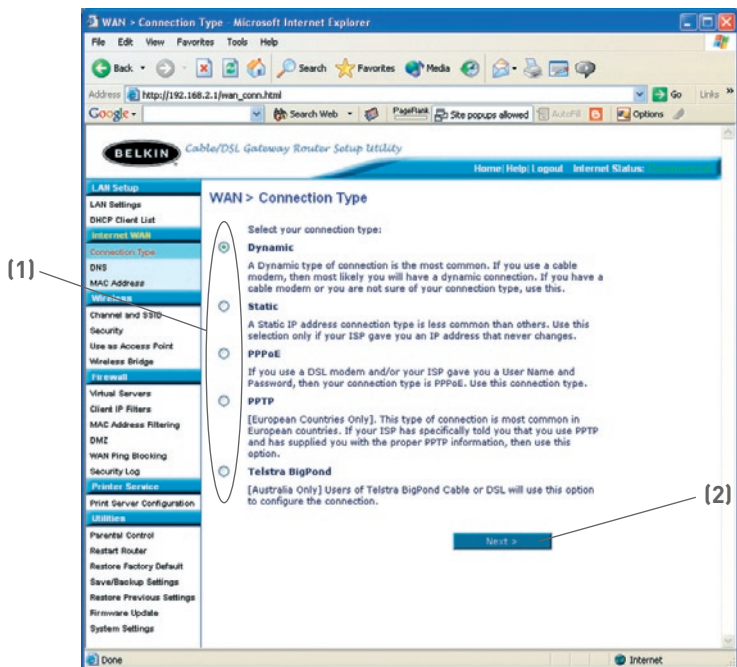 WAN > Connection Type - Microsoft Internet Explorer
File Edit View Favorites Tools Help
Back Search Favorites Media
Address http://192.168.2.1/wan_conn.html Go Links »
Google Search Web PageRank Site popups allowed AutoFill Options
BELKIN Cable/DSL Gateway Router Setup Utility
Home|Help|Logout Internet Status:
LAN Setup
LAN Settings
DHCP Client List
Internet WAN
Connection Type
DNS
MAC Address
Wireless
Channel and SSID
Security
Use as Access Point
Wireless Bridge
Firewall
Virtual Servers
Client IP Filters
MAC Address Filtering
DMZ
WAN Ping Blocking
Security Log
Printer Service
Print Server Configuration
Utilities
Parental Control
Restart Router
Restore Factory Default
Save/Backup Settings
Restore Previous Settings
Firmware Update
System Settings
WAN > Connection Type
Select your connection type:
Dynamic
A Dynamic type of connection is the most common. If you use a cable
modem, then most likely you will have a dynamic connection. If you have a
cable modem or you are not sure of your connection type, use this.
Static
A Static IP address connection type is less common than others. Use this
selection only if your ISP gave you an IP address that never changes.
PPPoE
If you use a DSL modem and/or your ISP gave you a User Name and
Password, then your connection type is PPPoE. Use this connection type.
PPTP
[European Countries Only]. This type of connection is most common in
European countries. If your ISP has specifically told you that you use PPTP
and has supplied you with the proper PPTP information, then use this
option.
Telstra BigPond
[Australia Only] Users of Telstra BigPond Cable or DSL will use this option
to configure the connection.
Next >
(1)
(2)
Done Internet